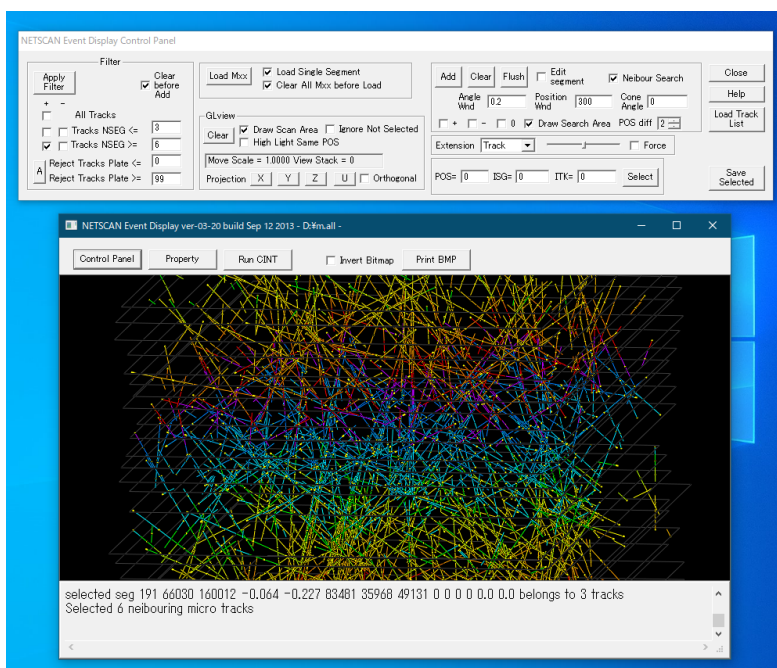 NETSCAN Event Display Control Panel
Filter
Apply Filter
Clear before Add
+ -
All Tracks
Tracks NSEG <= 3
Tracks NSEG >= 6
A
Reject Tracks Plate <= 0
Reject Tracks Plate >= 99
Load Mxx
Load Single Segment
Clear All Mxx before Load
GLview
Clear
Draw Scan Area
Ignore Not Selected
High Light Same POS
Move Scale = 1.0000 View Stack = 0
Projection X Y Z U Orthogonal
Add Clear Flush
Edit segment
Neibour Search
Angle Wnd 0.2
Position Wnd 300
Cone Angle 0
+ - 0 Draw Search Area POS diff 2
Extension Track Force
POS= 0 ISG= 0 ITK= 0 Select
Close
Help
Load Track List
Save Selected
NETSCAN Event Display ver-03-20 build Sep 12 2013 - D:¥m.all -
Control Panel Property Run CINT Invert Bitmap Print BMP
selected seg 191 66030 160012 -0.064 -0.227 83481 35968 49131 0 0 0 0 0.0 0.0 belongs to 3 tracks
Selected 6 neibouring micro tracks